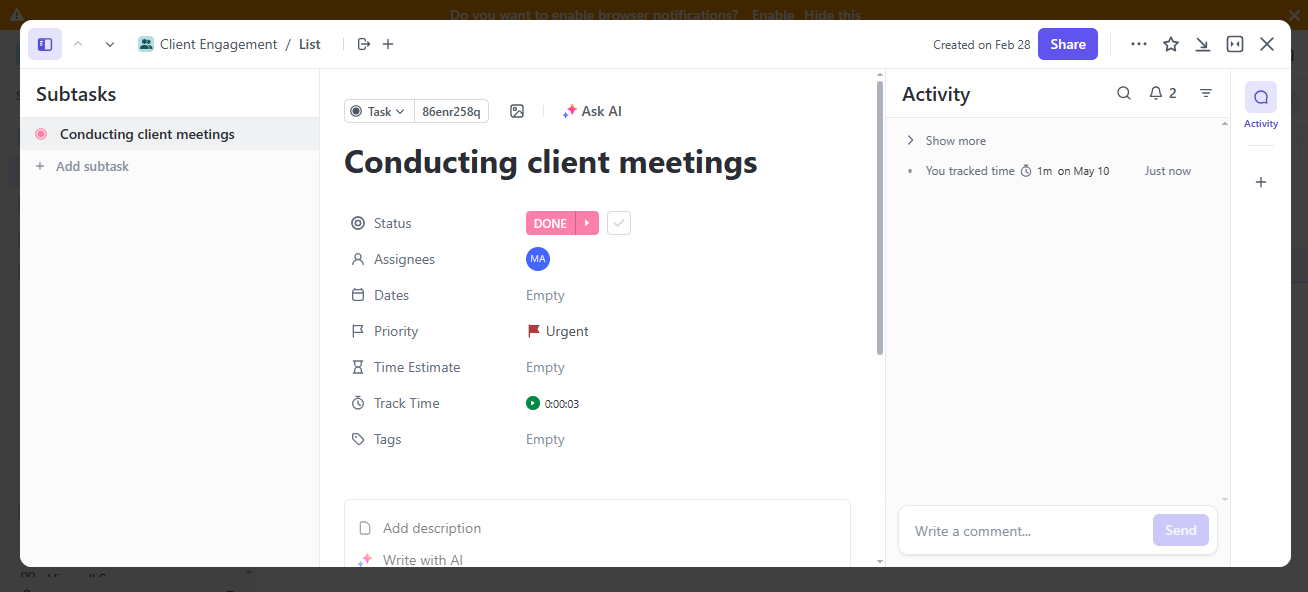 Do you want to enable browser notifications? Enable Hide this
Client Engagement / List
Created on Feb 28
Share
Subtasks
Conducting client meetings
Add subtask
Task
86enr258q
Ask AI
Conducting client meetings
Status
DONE
Assignees
MA
Dates
Empty
Priority
Urgent
Time Estimate
Empty
Track Time
0:00:03
Tags
Empty
Add description
Write with AI
Activity
2
Show more
You tracked time 1m on May 10
Just now
Write a comment...
Send
Activity